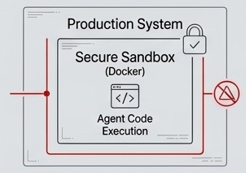 Production System
Secure Sandbox
(Docker)
</>
Agent Code
Execution